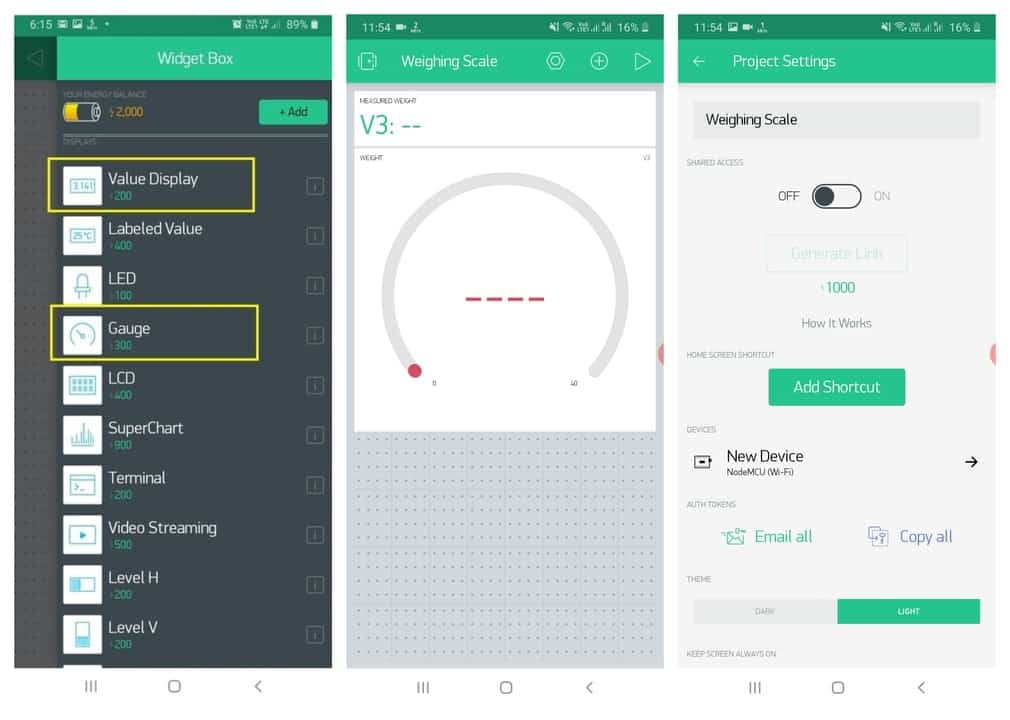 6:15
89%
Widget Box
YOUR ENERGY BALANCE
2,000
+ Add
DISPLAYS
3.141
Value Display
200
25°C
Labeled Value
400
LED
100
Gauge
300
LCD
400
SuperChart
900
Terminal
200
Video Streaming
500
Level H
200
Level V
200
11:54
16%
Weighing Scale
MEASURED WEIGHT
V3: --
WEIGHT
V3
----
0
40
11:54
16%
Project Settings
Weighing Scale
SHARED ACCESS
OFF
ON
Generate Link
1000
How It Works
HOME SCREEN SHORTCUT
Add Shortcut
DEVICES
New Device
NodeMCU (Wi-Fi)
AUTH TOKENS
Email all
Copy all
THEME
DARK
LIGHT
KEEP SCREEN ALWAYS ON